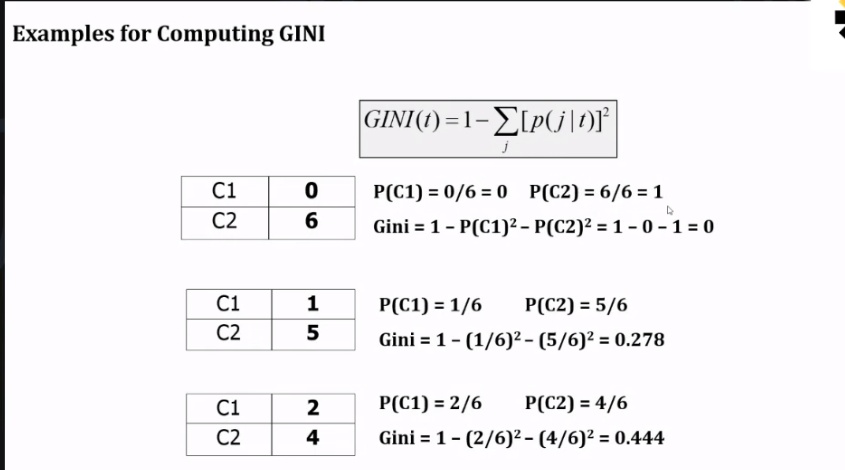 Examples for Computing GINI
GINI(t) = 1 − ∑[p(j | t)]²
j
C1 0 P(C1) = 0/6 = 0 P(C2) = 6/6 = 1
C2 6 Gini = 1 – P(C1)² – P(C2)² = 1 – 0 – 1 = 0
C1 1 P(C1) = 1/6 P(C2) = 5/6
C2 5 Gini = 1 – (1/6)² – (5/6)² = 0.278
C1 2 P(C1) = 2/6 P(C2) = 4/6
C2 4 Gini = 1 – (2/6)² – (4/6)² = 0.444